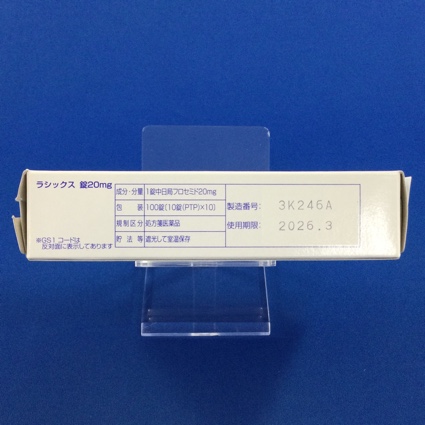 ラシックス 錠20mg
成分・分量 1錠中日局フロセミド20mg
包 装 100錠[10錠(PTP)×10]
規制区分 処方箋医薬品
貯 法 等 遮光して室温保存
※GS1 コードは
反対面に表示してあります
製造番号: 3K246A
使用期限: 2026.3